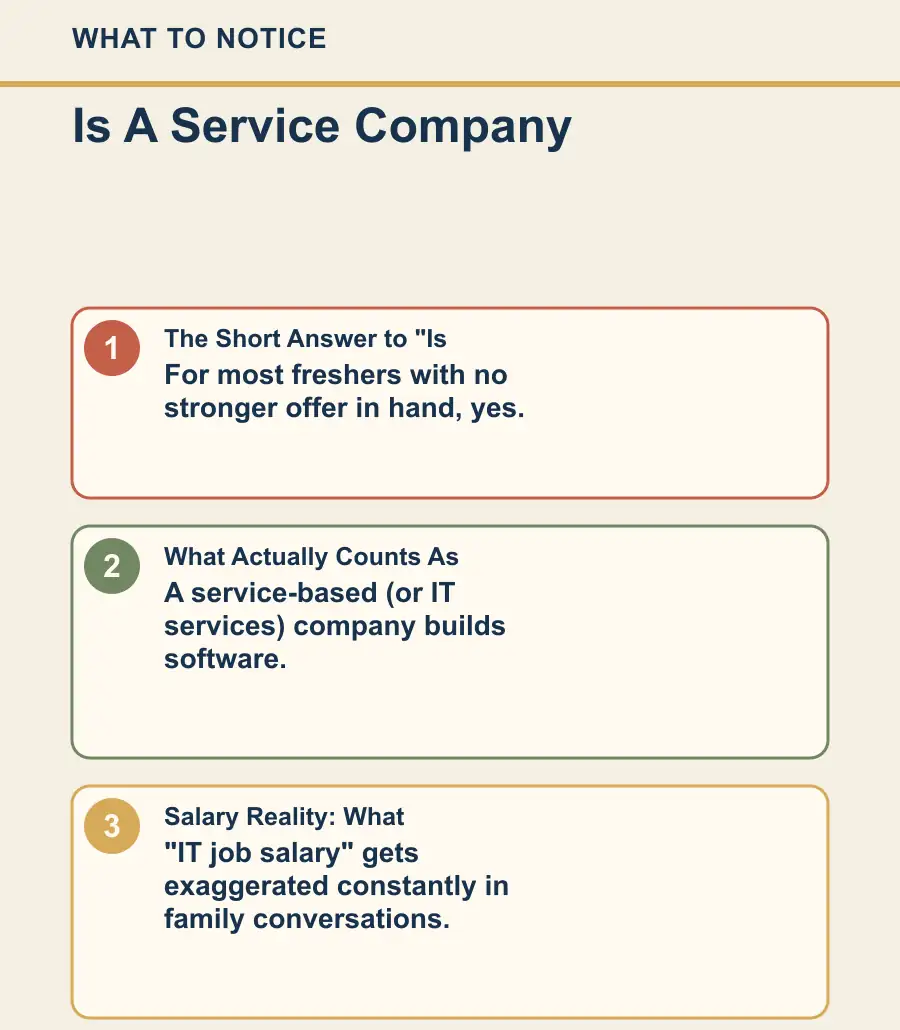 WHAT TO NOTICE
Is A Service Company
1
The Short Answer to "Is
For most freshers with no
stronger offer in hand, yes.
2
What Actually Counts As
A service-based (or IT
services) company builds
software.
3
Salary Reality: What
"IT job salary" gets
exaggerated constantly in
family conversations.